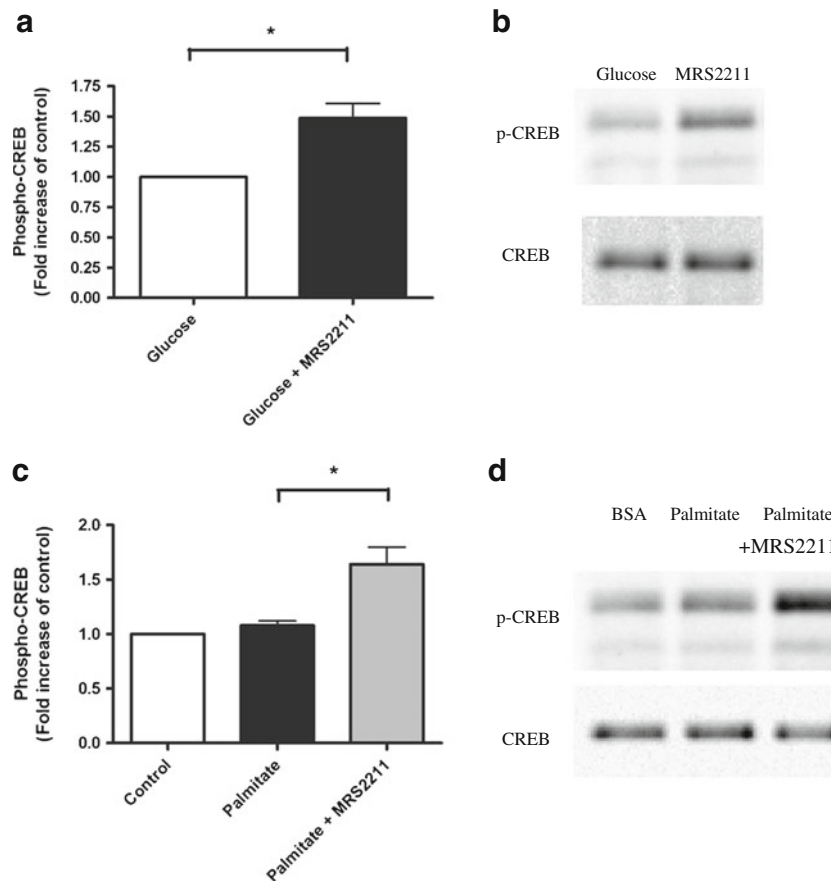 a
*
Phospho-CREB
(Fold increase of control)
1.75
1.50
1.25
1.00
0.75
0.50
0.25
0.00
Glucose
Glucose + MRS2211
b
Glucose MRS2211
p-CREB
CREB
c
*
Phospho-CREB
(Fold increase of control)
2.0
1.5
1.0
0.5
0.0
Control
Palmitate
Palmitate + MRS2211
d
BSA Palmitate Palmitate
+MRS2211
p-CREB
CREB